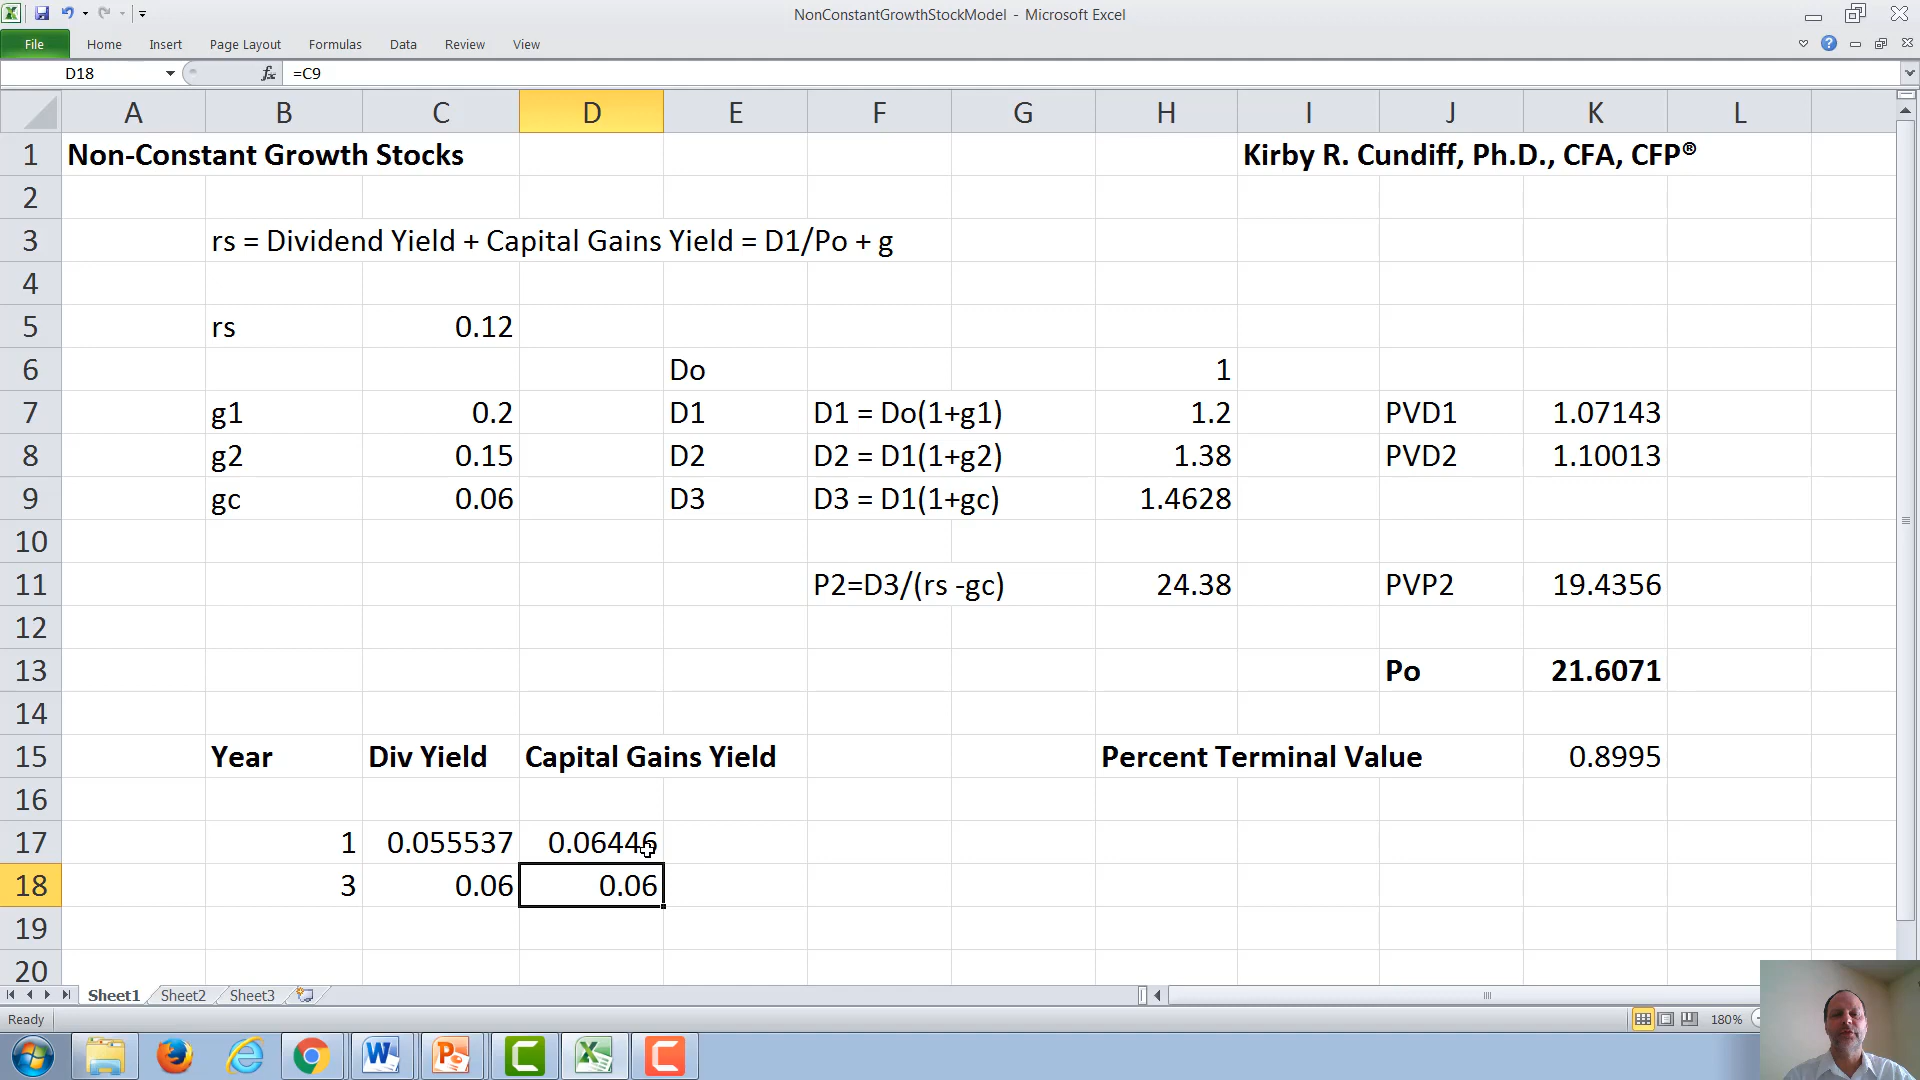 NonConstantGrowthStockModel - Microsoft Excel
File Home Insert Page Layout Formulas Data Review View
D18 fx =C9
A B C D E F G H I J K L
1 Non-Constant Growth Stocks Kirby R. Cundiff, Ph.D., CFA, CFP®
2
3 rs = Dividend Yield + Capital Gains Yield = D1/Po + g
4
5 rs 0.12
6 Do 1
7 g1 0.2 D1 D1 = Do(1+g1) 1.2 PVD1 1.07143
8 g2 0.15 D2 D2 = D1(1+g2) 1.38 PVD2 1.10013
9 gc 0.06 D3 D3 = D1(1+gc) 1.4628
10
11 P2=D3/(rs -gc) 24.38 PVP2 19.4356
12
13 Po 21.6071
14
15 Year Div Yield Capital Gains Yield Percent Terminal Value 0.8995
16
17 1 0.055537 0.06446
18 3 0.06 0.06
19
20
Sheet1 Sheet2 Sheet3
Ready 180%